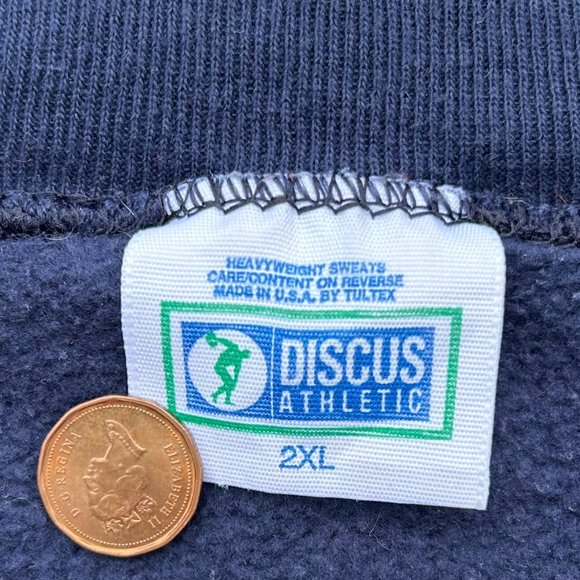 HEAVYWEIGHT SWEATS
CARE/CONTENT ON REVERSE
MADE IN U.S.A. BY TULTEX
DISCUS
ATHLETIC
2XL
ELIZABETH II
D·G·REGINA